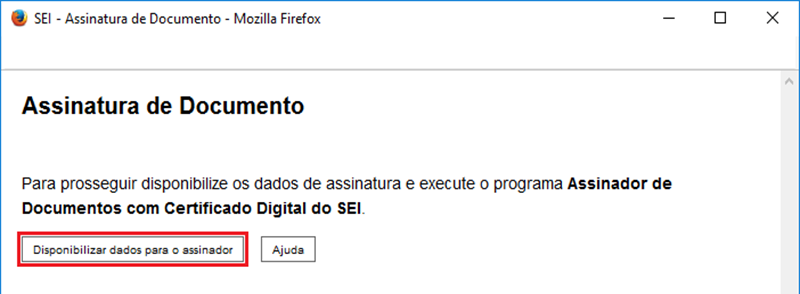 SEI - Assinatura de Documento - Mozilla Firefox
Assinatura de Documento
Para prosseguir disponibilize os dados de assinatura e execute o programa Assinador de
Documentos com Certificado Digital do SEI.
Disponibilizar dados para o assinador Ajuda